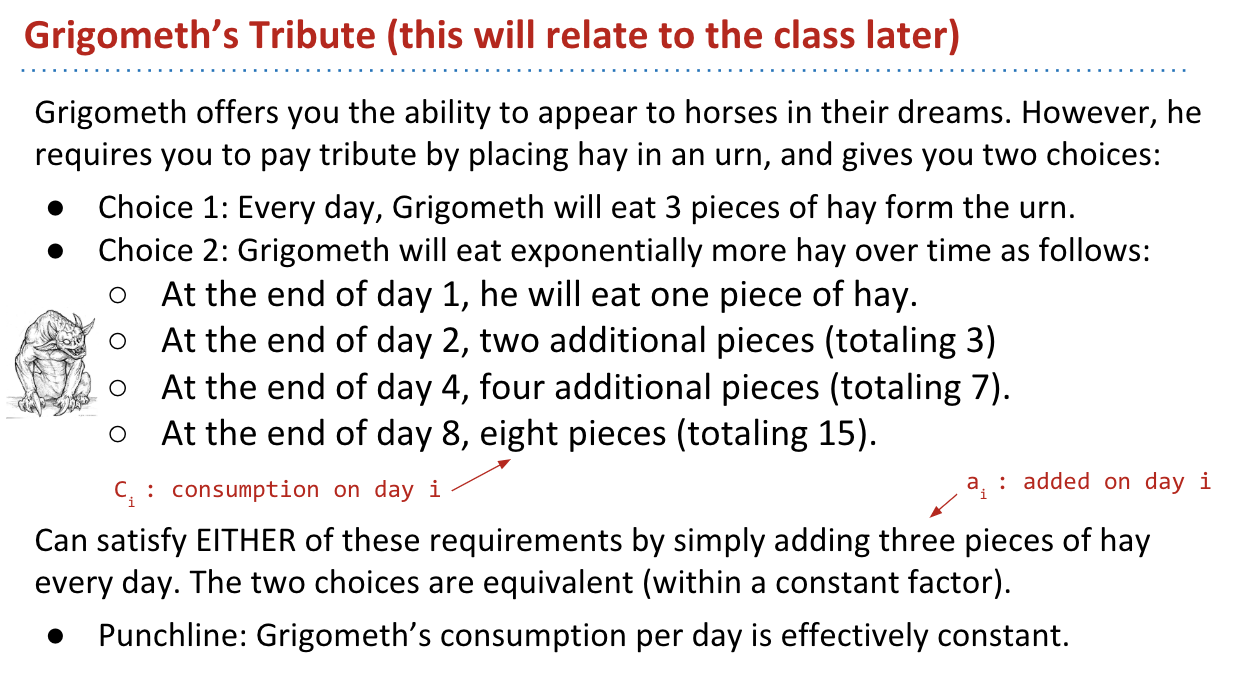 Grigometh’s Tribute (this will relate to the class later)
Grigometh offers you the ability to appear to horses in their dreams. However, he
requires you to pay tribute by placing hay in an urn, and gives you two choices:
● Choice 1: Every day, Grigometh will eat 3 pieces of hay form the urn.
● Choice 2: Grigometh will eat exponentially more hay over time as follows:
○ At the end of day 1, he will eat one piece of hay.
○ At the end of day 2, two additional pieces (totaling 3)
○ At the end of day 4, four additional pieces (totaling 7).
○ At the end of day 8, eight pieces (totaling 15).
Cᵢ : consumption on day i
aᵢ : added on day i
Can satisfy EITHER of these requirements by simply adding three pieces of hay
every day. The two choices are equivalent (within a constant factor).
● Punchline: Grigometh’s consumption per day is effectively constant.